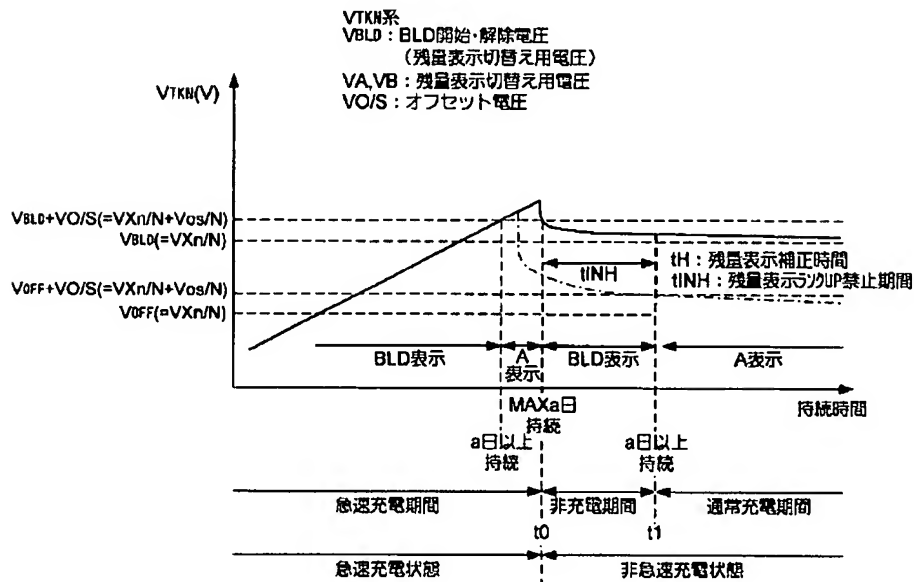 VTKN系
VBLD：BLD開始・解除電圧
（残量表示切替え用電圧）
VA,VB：残量表示切替え用電圧
VO/S：オフセット電圧
VTKN(V)
VBLD+VO/S(=VXn/N+Vos/N)
VBLD(=VXn/N)
VOFF+VO/S(=VXn/N+Vos/N)
VOFF(=VXn/N)
tINH
tH：残量表示補正時間
tINH：残量表示ランクUP禁止期間
BLD表示
A
表示
BLD表示
A表示
MAXa日
持続
持続時間
a日以上
持続
a日以上
持続
急速充電期間
非充電期間
通常充電期間
t0
t1
急速充電状態
非急速充電状態